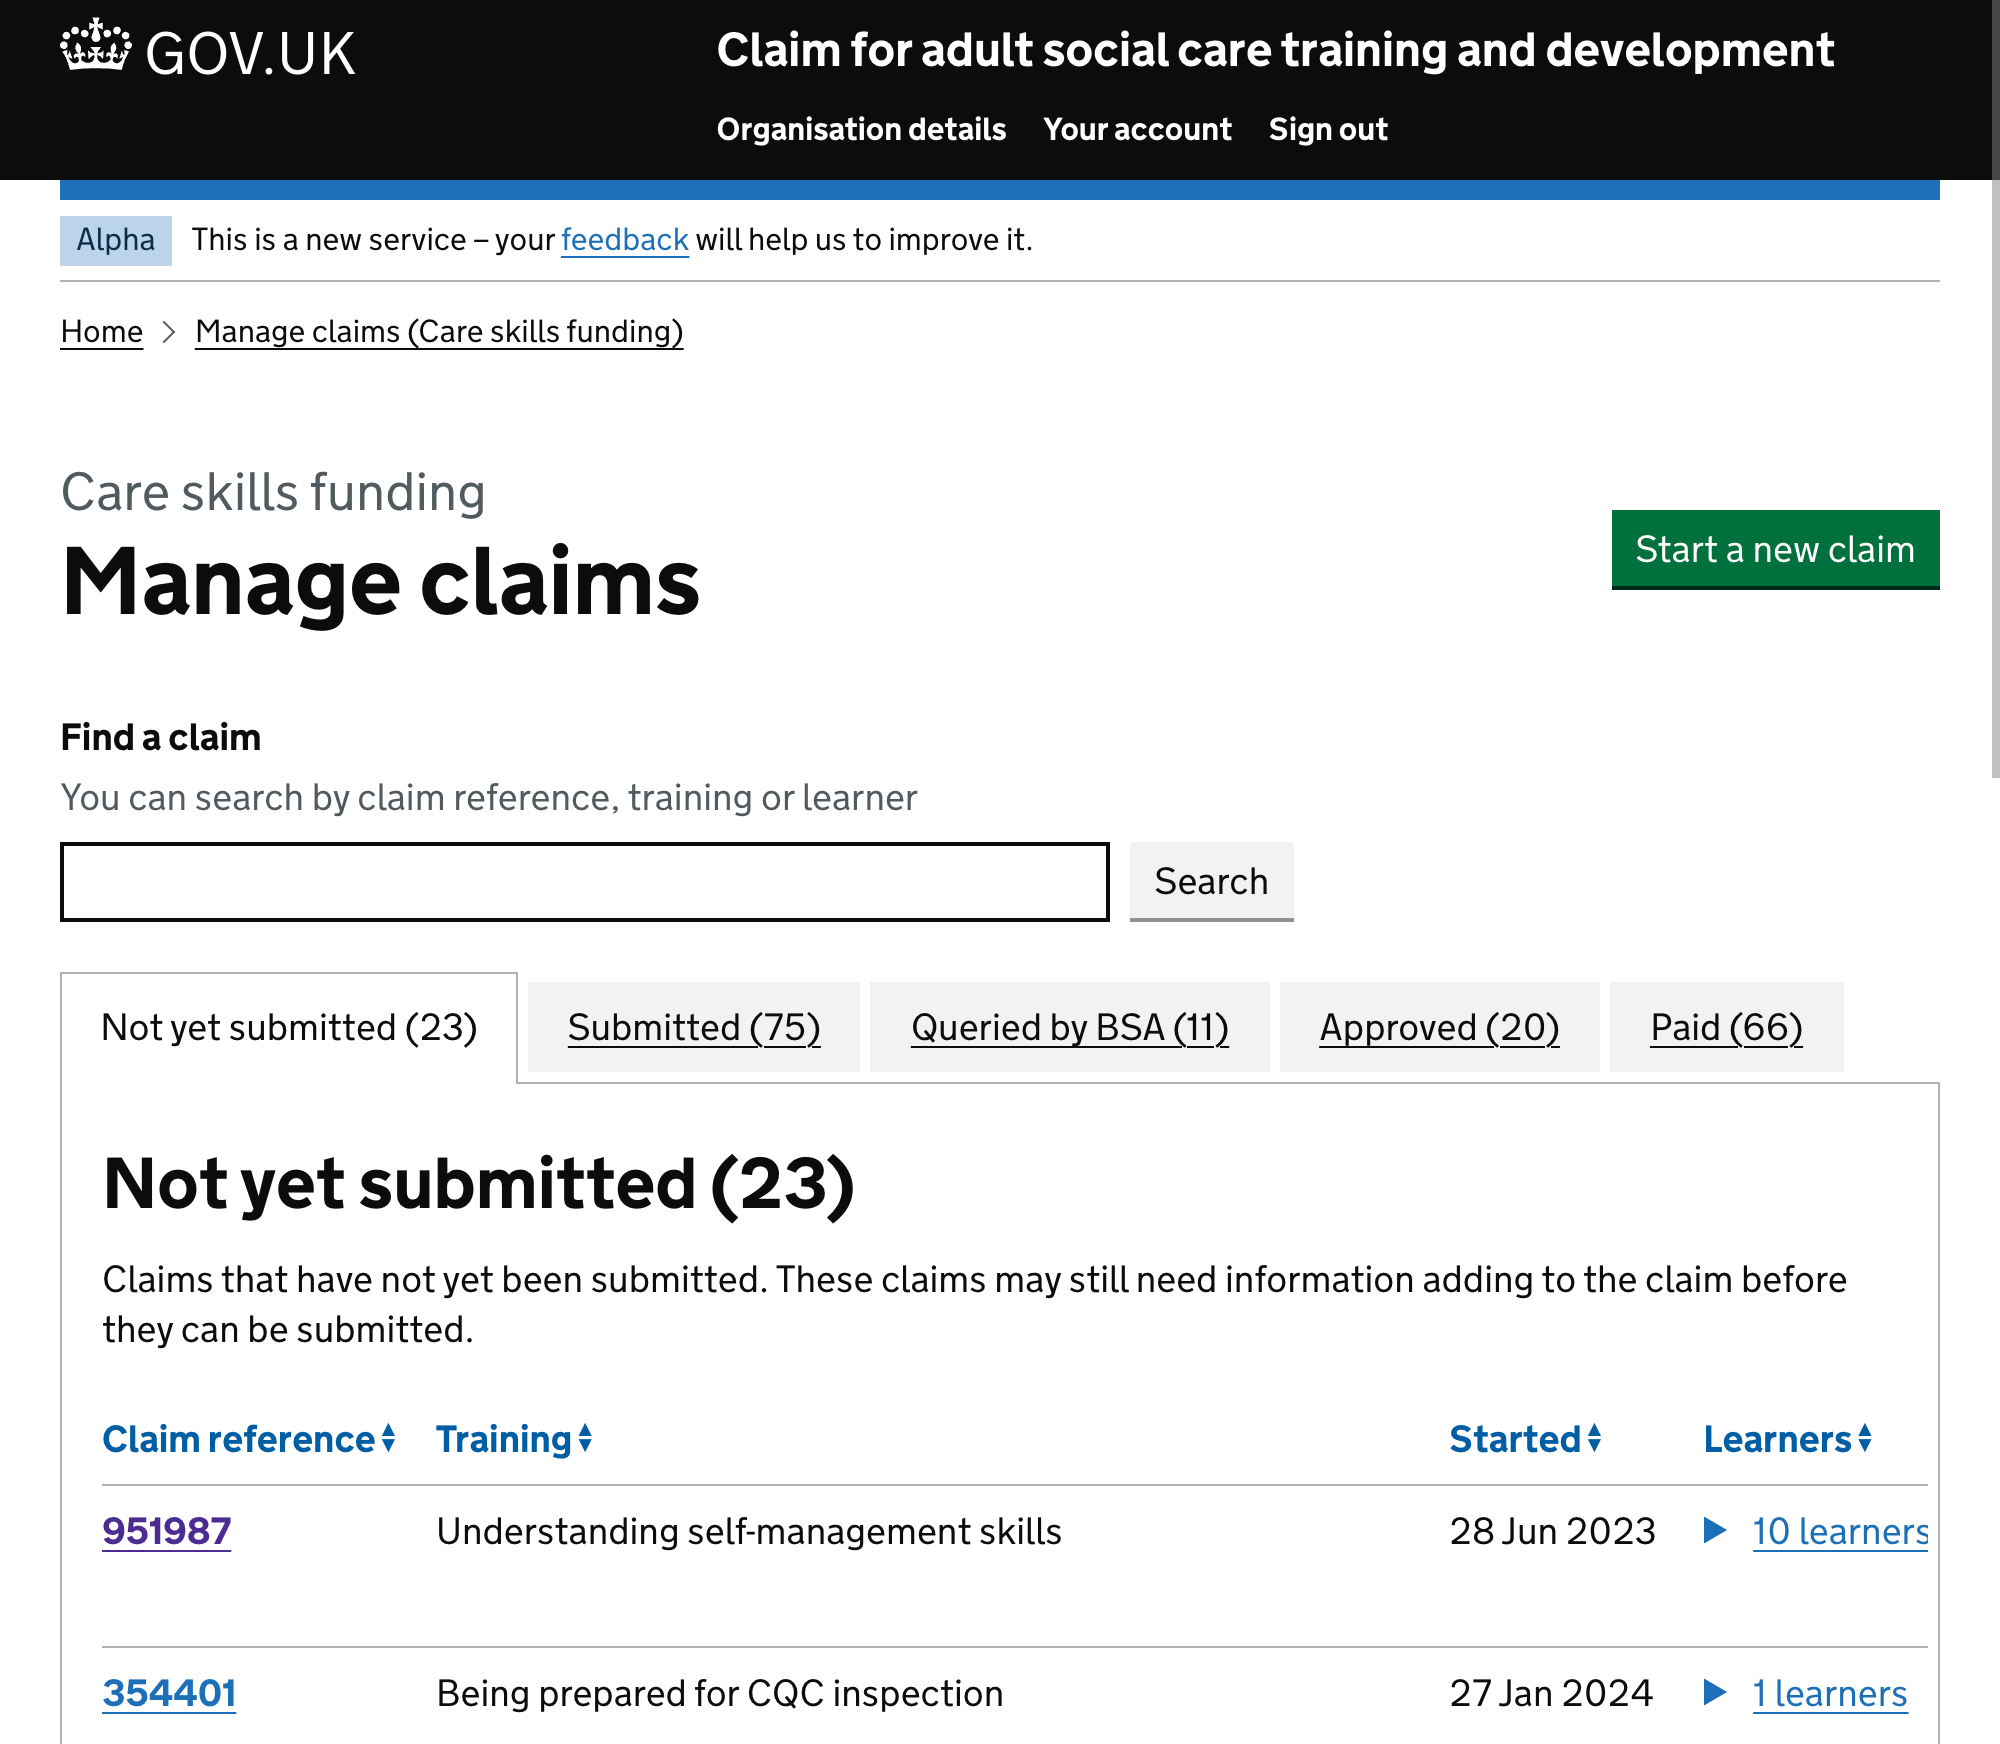 GOV.UK
Claim for adult social care training and development
Organisation details Your account Sign out
Alpha This is a new service – your feedback will help us to improve it.
Home Manage claims (Care skills funding)
Care skills funding
Manage claims
Start a new claim
Find a claim
You can search by claim reference, training or learner
Search
Not yet submitted (23) Submitted (75) Queried by BSA (11) Approved (20) Paid (66)
Not yet submitted (23)
Claims that have not yet been submitted. These claims may still need information adding to the claim before
they can be submitted.
Claim reference Training Started Learners
951987 Understanding self-management skills 28 Jun 2023 10 learners
354401 Being prepared for CQC inspection 27 Jan 2024 1 learners